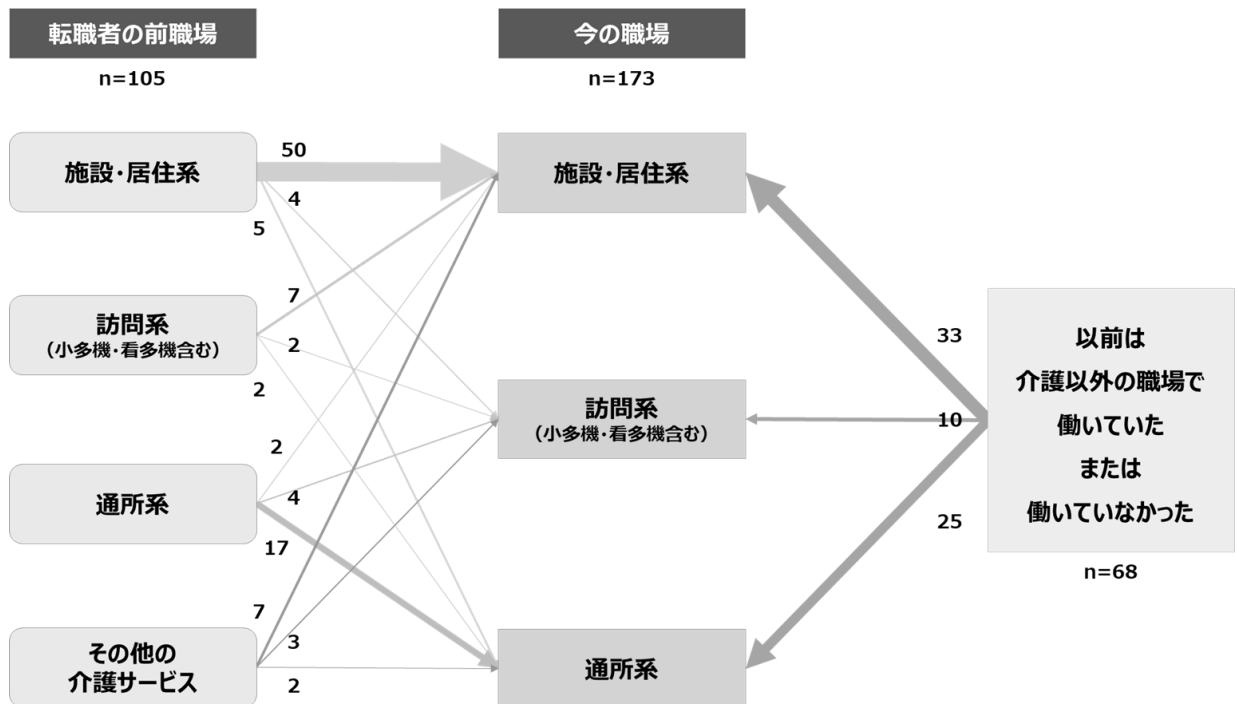 転職者の前職場
n=105
今の職場
n=173
施設・居住系
50
4
5
訪問系
（小多機・看多機含む）
7
2
2
通所系
2
4
17
その他の
介護サービス
7
3
2
施設・居住系
訪問系
（小多機・看多機含む）
通所系
33
10
25
以前は
介護以外の職場で
働いていた
または
働いていなかった
n=68